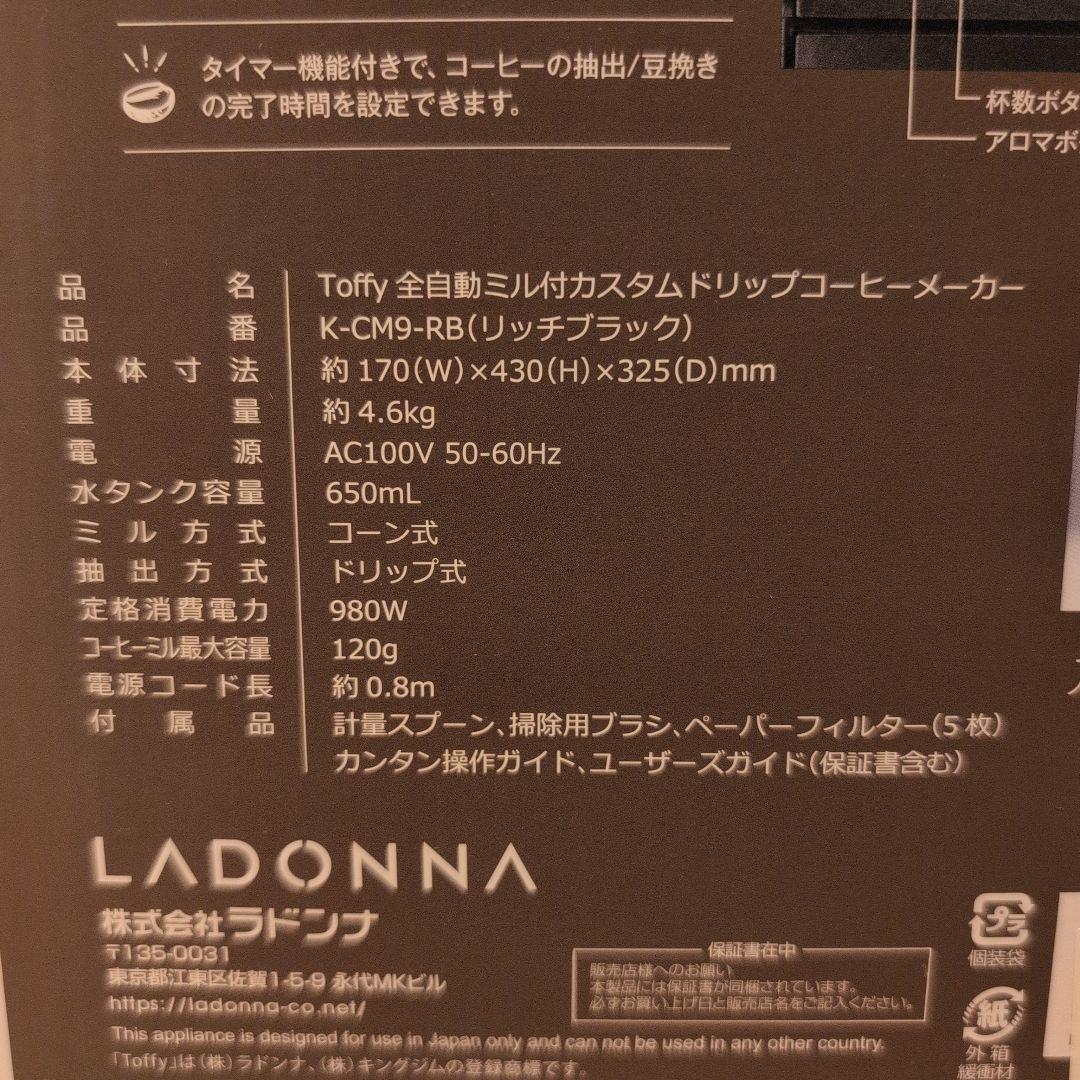 タイマー機能付きで、コーヒーの抽出/豆挽き
の完了時間を設定できます。
杯数ボタ
アロマボ
品名 Toffy 全自動ミル付カスタムドリップコーヒーメーカー
品番 K-CM9-RB(リッチブラック)
本体寸法 約170(W)×430(H)×325(D)mm
重量 約4.6kg
電源 AC100V 50-60Hz
水タンク容量 650mL
ミル方式 コーン式
抽出方式 ドリップ式
定格消費電力 980W
コーヒーミル最大容量 120g
電源コード長 約0.8m
付属品 計量スプーン、掃除用ブラシ、ペーパーフィルター(5枚)
カンタン操作ガイド、ユーザーズガイド(保証書含む)
LADONNA
株式会社ラドンナ
〒135-0031
東京都江東区佐賀1-5-9 永代MKビル
https://ladonna-co.net/
保証書在中
販売店様へのお願い
本製品には保証書が同梱されています。
必ずお買い上げ日と販売店名をご記入ください。
プラ
個装袋
紙
外箱
緩衝材
This appliance is designed for use in Japan only and can not be used in any other country.
「Toffy」は(株)ラドンナ、(株)キングジムの登録商標です。